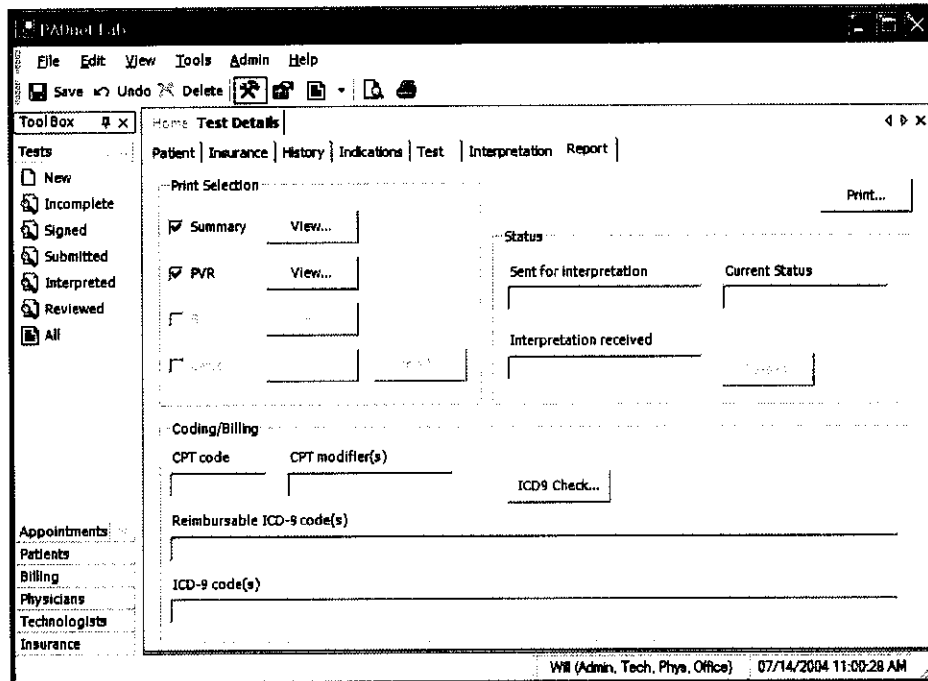 PADnet Lab
File Edit View Tools Admin Help
Save Undo Delete
Tool Box
Home Test Details
Tests
Patient Insurance History Indications Test Interpretation Report
New
Incomplete
Signed
Submitted
Interpreted
Reviewed
All
Print Selection
Print...
Summary View...
Status
PVR View...
Sent for interpretation Current Status
Interpretation received
Coding/Billing
CPT code CPT modifier(s)
ICD9 Check...
Reimbursable ICD-9 code(s)
ICD-9 code(s)
Appointments
Patients
Billing
Physicians
Technologists
Insurance
Will (Admin, Tech, Phys, Office) 07/14/2004 11:00:28 AM